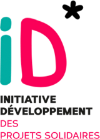 iD*
INITIATIVE
DÉVELOPPEMENT
DES
PROJETS SOLIDAIRES